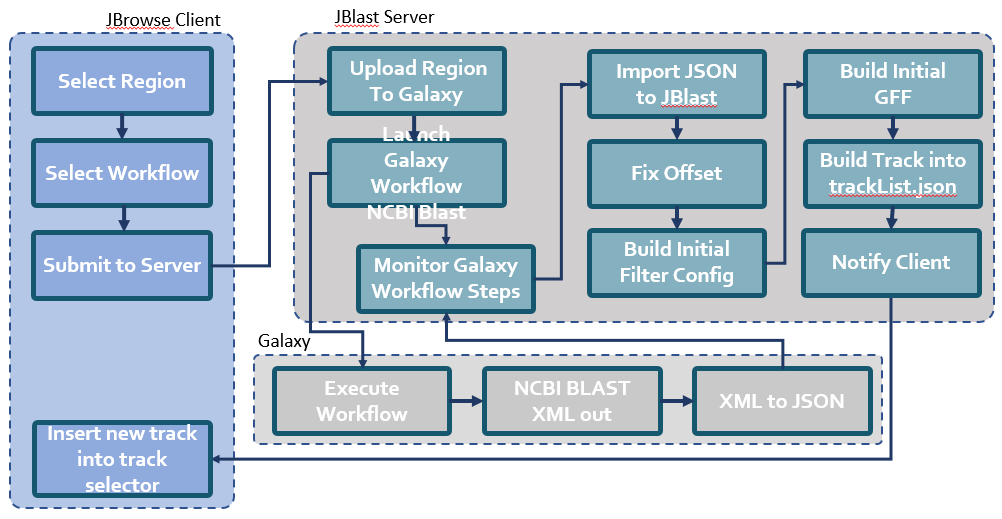 JBrowse Client
Select Region
Select Workflow
Submit to Server
Insert new track
into track
selector
JBlast Server
Upload Region
To Galaxy
Launch
Galaxy
Workflow
NCBI Blast
Monitor Galaxy
Workflow Steps
Import JSON
to JBlast
Fix Offset
Build Initial
Filter Config
Build Initial
GFF
Build Track into
trackList.json
Notify Client
Galaxy
Execute
Workflow
NCBI BLAST
XML out
XML to JSON